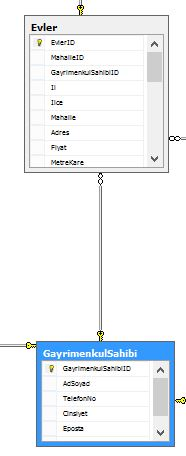 Evler
EvlerID
MahalleID
GayrimenkulSahibiID
Il
Ilce
Mahalle
Adres
Fiyat
MetreKare
GayrimenkulSahibi
GayrimenkulSahibiID
AdSoyad
TelefonNo
Cinsiyet
Eposta